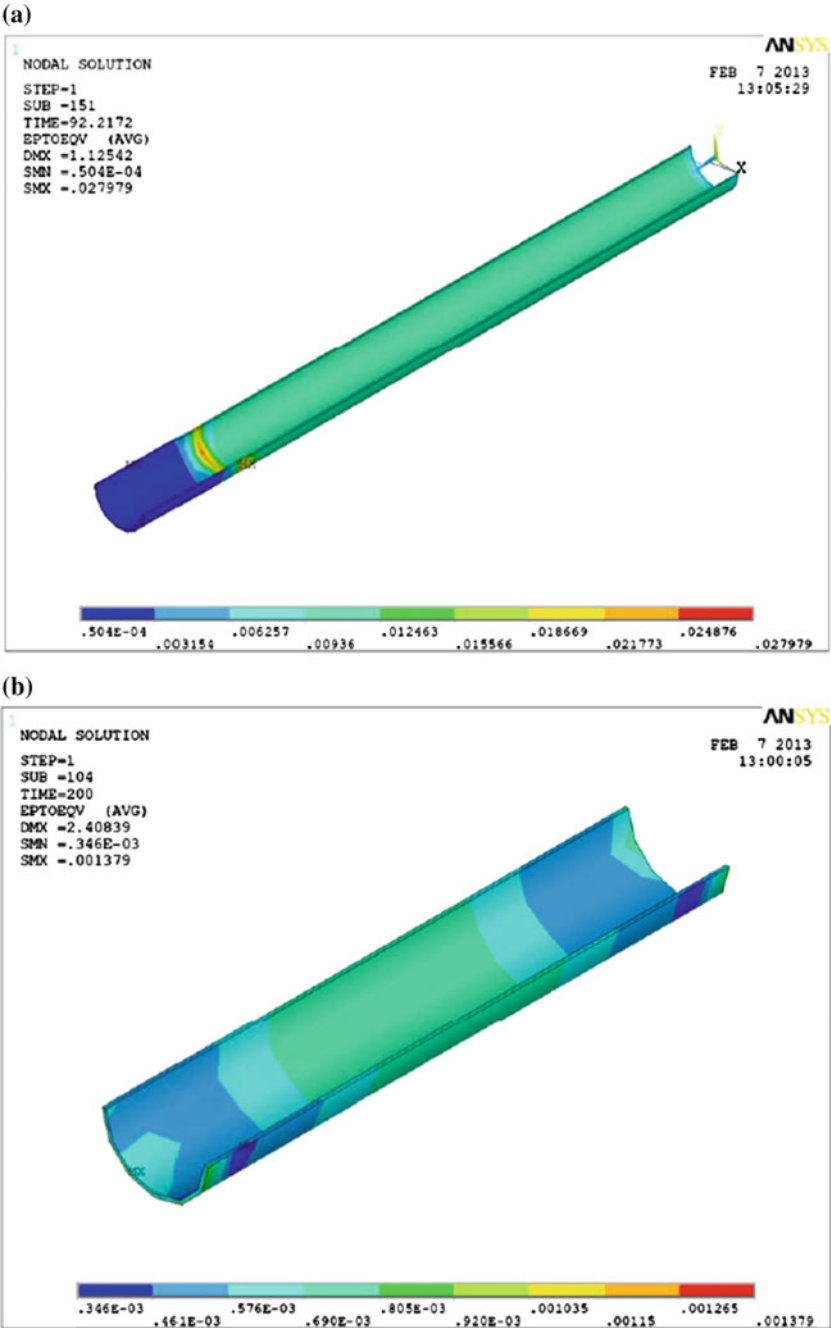 (a)
1
ANSYS
NODAL SOLUTION
FEB 7 2013
13:05:29
STEP=1
SUB =151
TIME=92.2172
EPTOEQV (AVG)
DMX =1.12542
SMN =.504E-04
SMX =.027979
X
.504E-04 .006257 .012463 .018669 .024876
.003154 .00936 .015566 .021773 .027979
(b)
1
ANSYS
NODAL SOLUTION
FEB 7 2013
13:00:05
STEP=1
SUB =104
TIME=200
EPTOEQV (AVG)
DMX =2.40839
SMN =.346E-03
SMX =.001379
MX
.346E-03 .576E-03 .805E-03 .001035 .001265
.461E-03 .690E-03 .920E-03 .00115 .001379